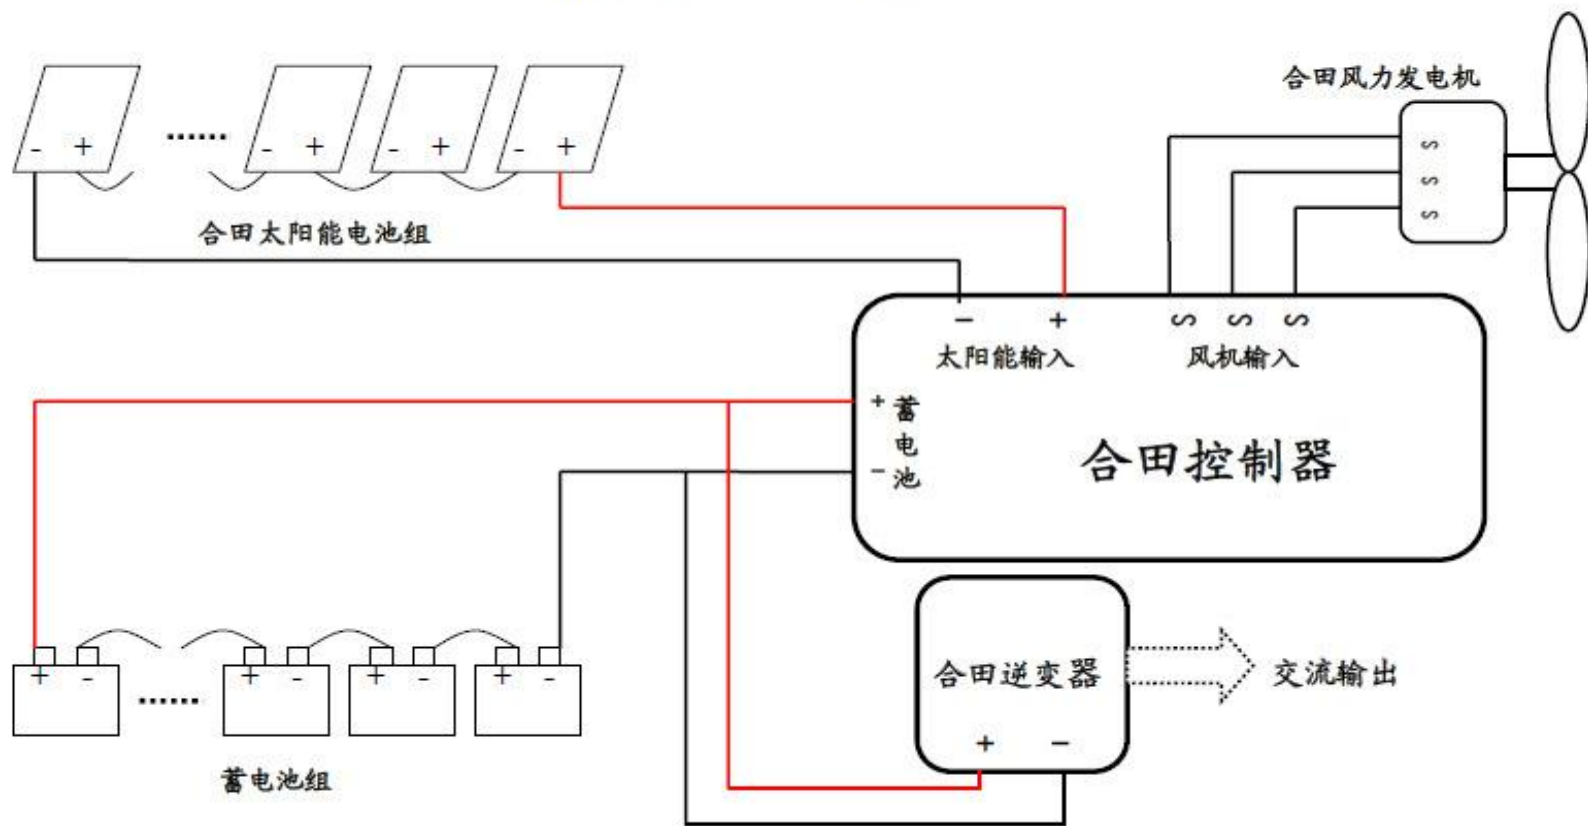 合田风力发电机
- + ...... - + - + - +
S
S
S
合田太阳能电池组
- + S S S
太阳能输入 风机输入
+ 蓄电池 -
合田控制器
合田逆变器
交流输出
+ - ...... + - + - + -
+ -
蓄电池组